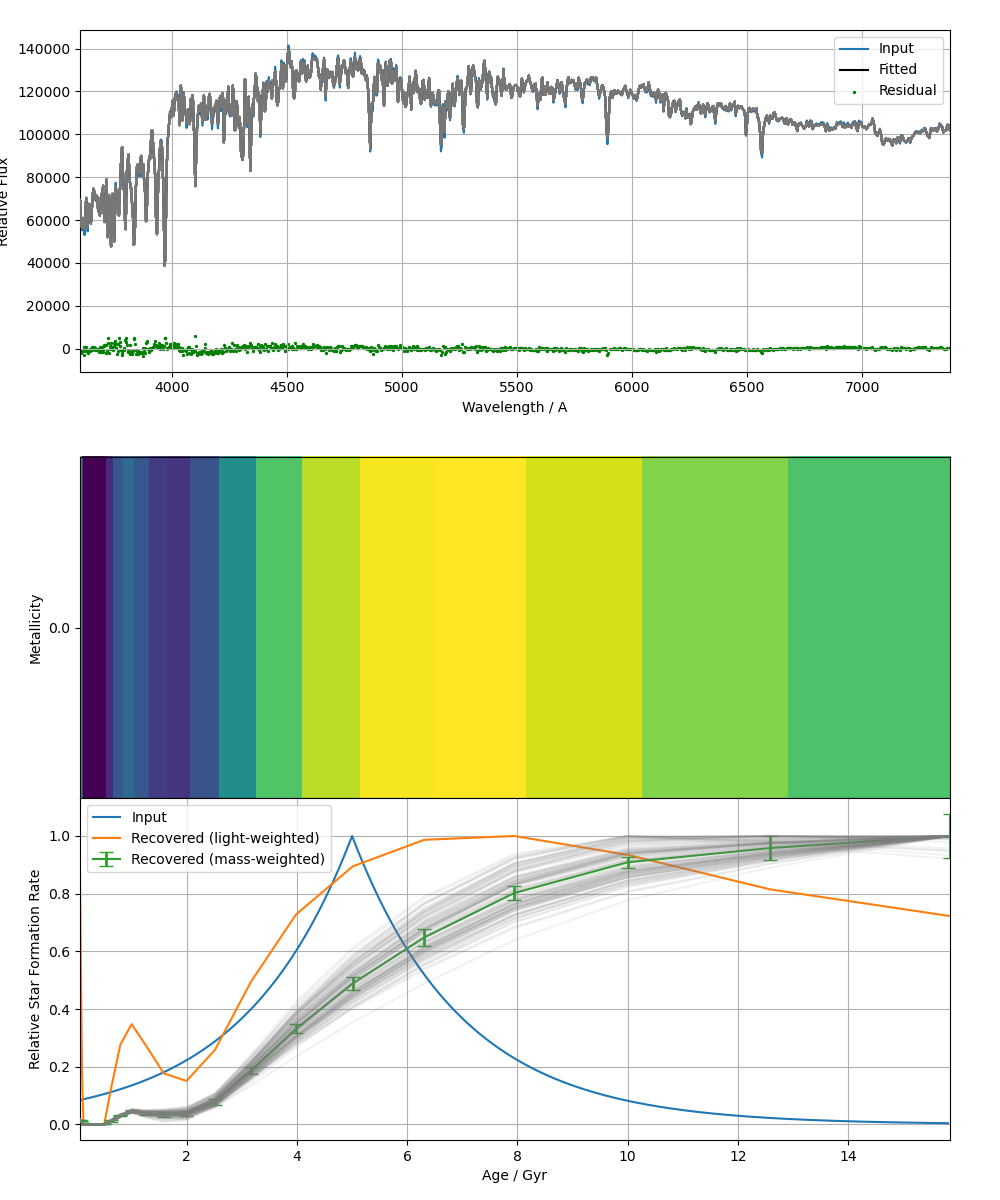 140000
120000
100000
80000
60000
40000
20000
0
Relative Flux
Input
Fitted
Residual
4000 4500 5000 5500 6000 6500 7000
Wavelength / A
Metallicity
0.0
Input
Recovered (light-weighted)
Recovered (mass-weighted)
1.0
0.8
0.6
0.4
0.2
0.0
Relative Star Formation Rate
2 4 6 8 10 12 14
Age / Gyr